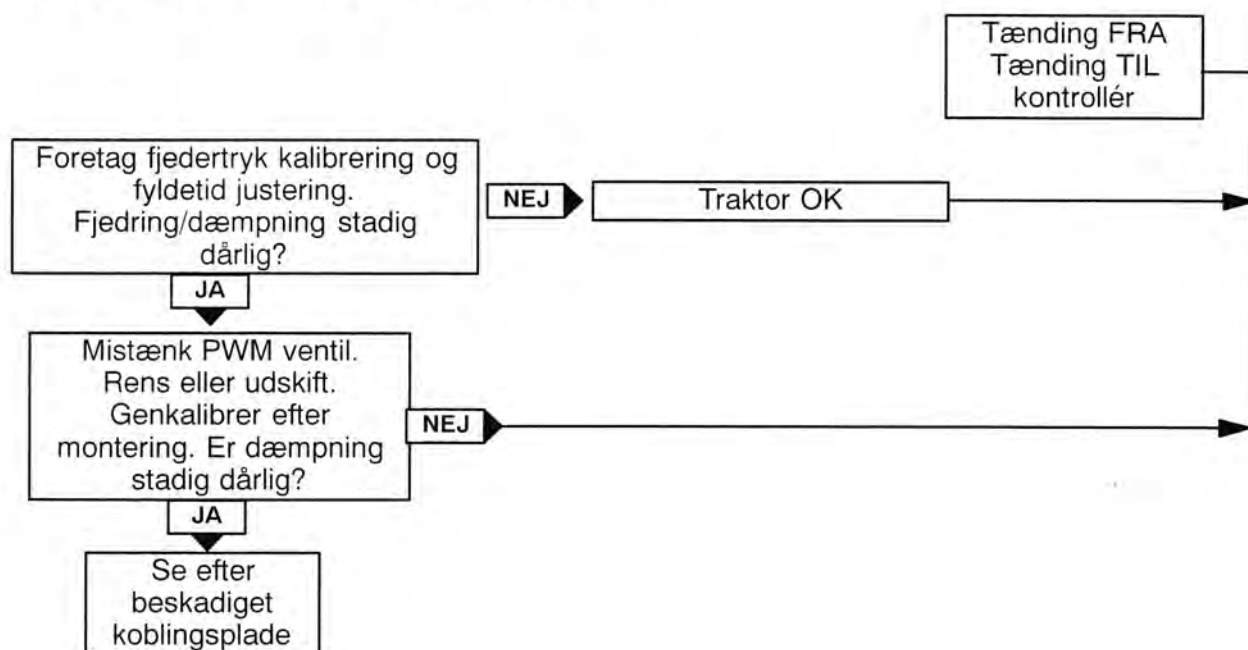 Tænding FRA
Tænding TIL
kontrollér
Foretag fjedertryk kalibrering og
fyldetid justering.
Fjedring/dæmpning stadig
dårlig?
NEJ
Traktor OK
JA
Mistænk PWM ventil.
Rens eller udskift.
Genkalibrer efter
montering. Er dæmpning
stadig dårlig?
NEJ
JA
Se efter
beskadiget
koblingsplade